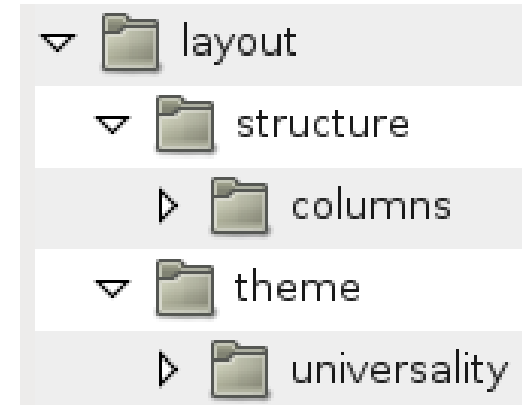 layout
structure
columns
theme
universality